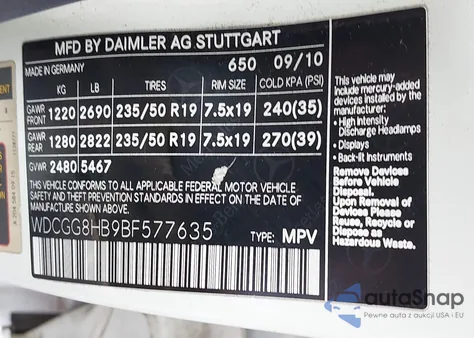 MFD BY DAIMLER AG STUTTGART
MADE IN GERMANY 650 09/10
KG LB TIRES RIM SIZE COLD KPA (PSI)
GAWR FRONT 1220 2690 235/50 R19 7.5x19 240(35)
GAWR REAR 1280 2822 235/50 R19 7.5x19 270(39)
GVWR 2480 5467
THIS VEHICLE CONFORMS TO ALL APPLICABLE FEDERAL MOTOR VEHICLE
SAFETY AND THEFT PREVENTION STANDARDS IN EFFECT ON THE DATE OF
MANUFACTURE SHOWN ABOVE.
WDCGG8HB9BF577635 TYPE: MPV
This vehicle may
include mercury-added
devices installed by the
manufacturer:
• High Intensity
Discharge Headlamps
• Displays
• Back-lit Instruments
Remove Devices
Before Vehicle
Disposal.
Upon Removal of
Devices Please
Reuse, Recycle or
Dispose as
Hazardous Waste.
autoSnap
Pewne auta z aukcji USA i EU